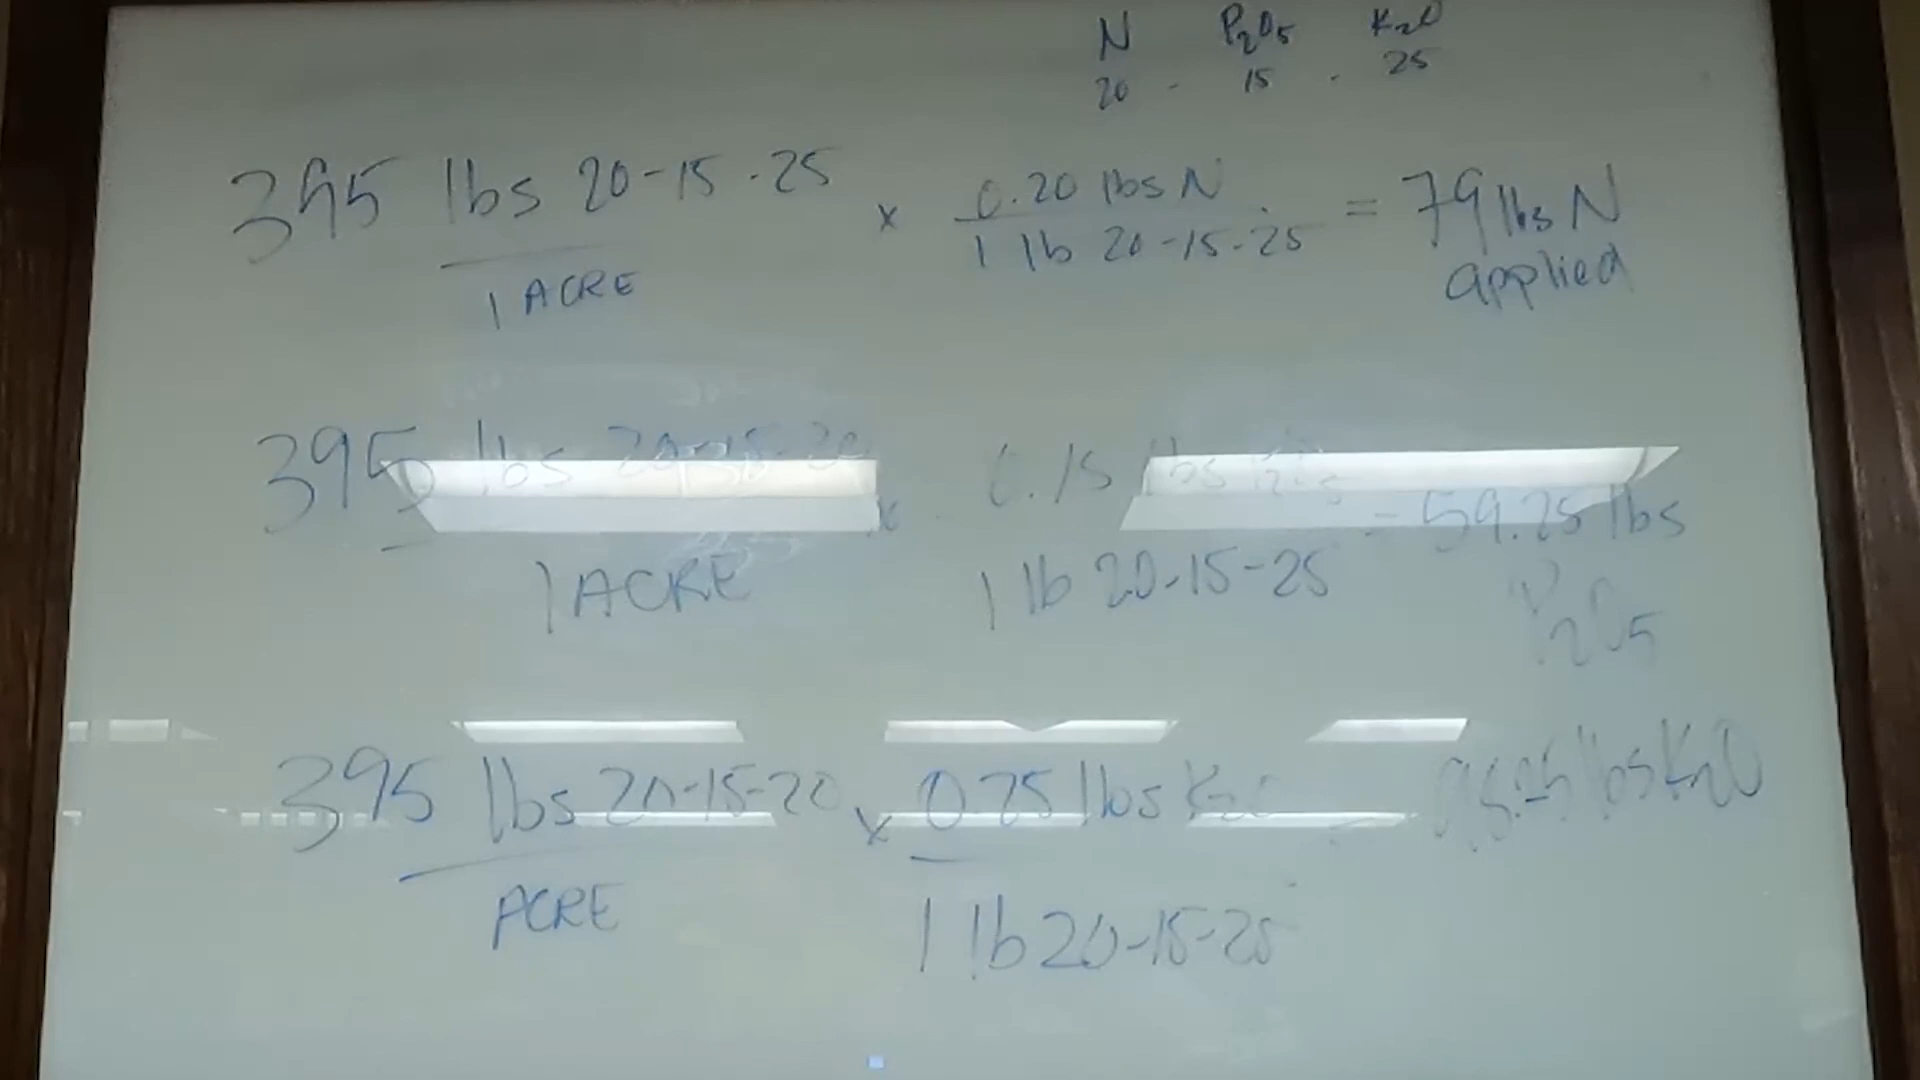 N P₂O₅ K₂O
20 - 15 - 25
395 lbs 20-15-25 x 0.20 lbs N = 79 lbs N
1 ACRE 1 lb 20-15-25 applied
395 lbs 20-15-20 x 0.15 lbs P₂O₅ = 59.25 lbs
1 ACRE 1 lb 20-15-25 P₂O₅
395 lbs 20-15-20 x 0.25 lbs K₂O = lbs K₂O
ACRE 1 lb 20-15-25